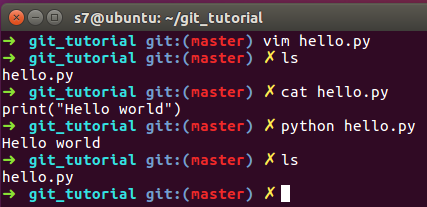 s7@ubuntu: ~/git_tutorial
➜ git_tutorial git:(master) vim hello.py
➜ git_tutorial git:(master) ✗ ls
hello.py
➜ git_tutorial git:(master) ✗ cat hello.py
print("Hello world")
➜ git_tutorial git:(master) ✗ python hello.py
Hello world
➜ git_tutorial git:(master) ✗ ls
hello.py
➜ git_tutorial git:(master) ✗